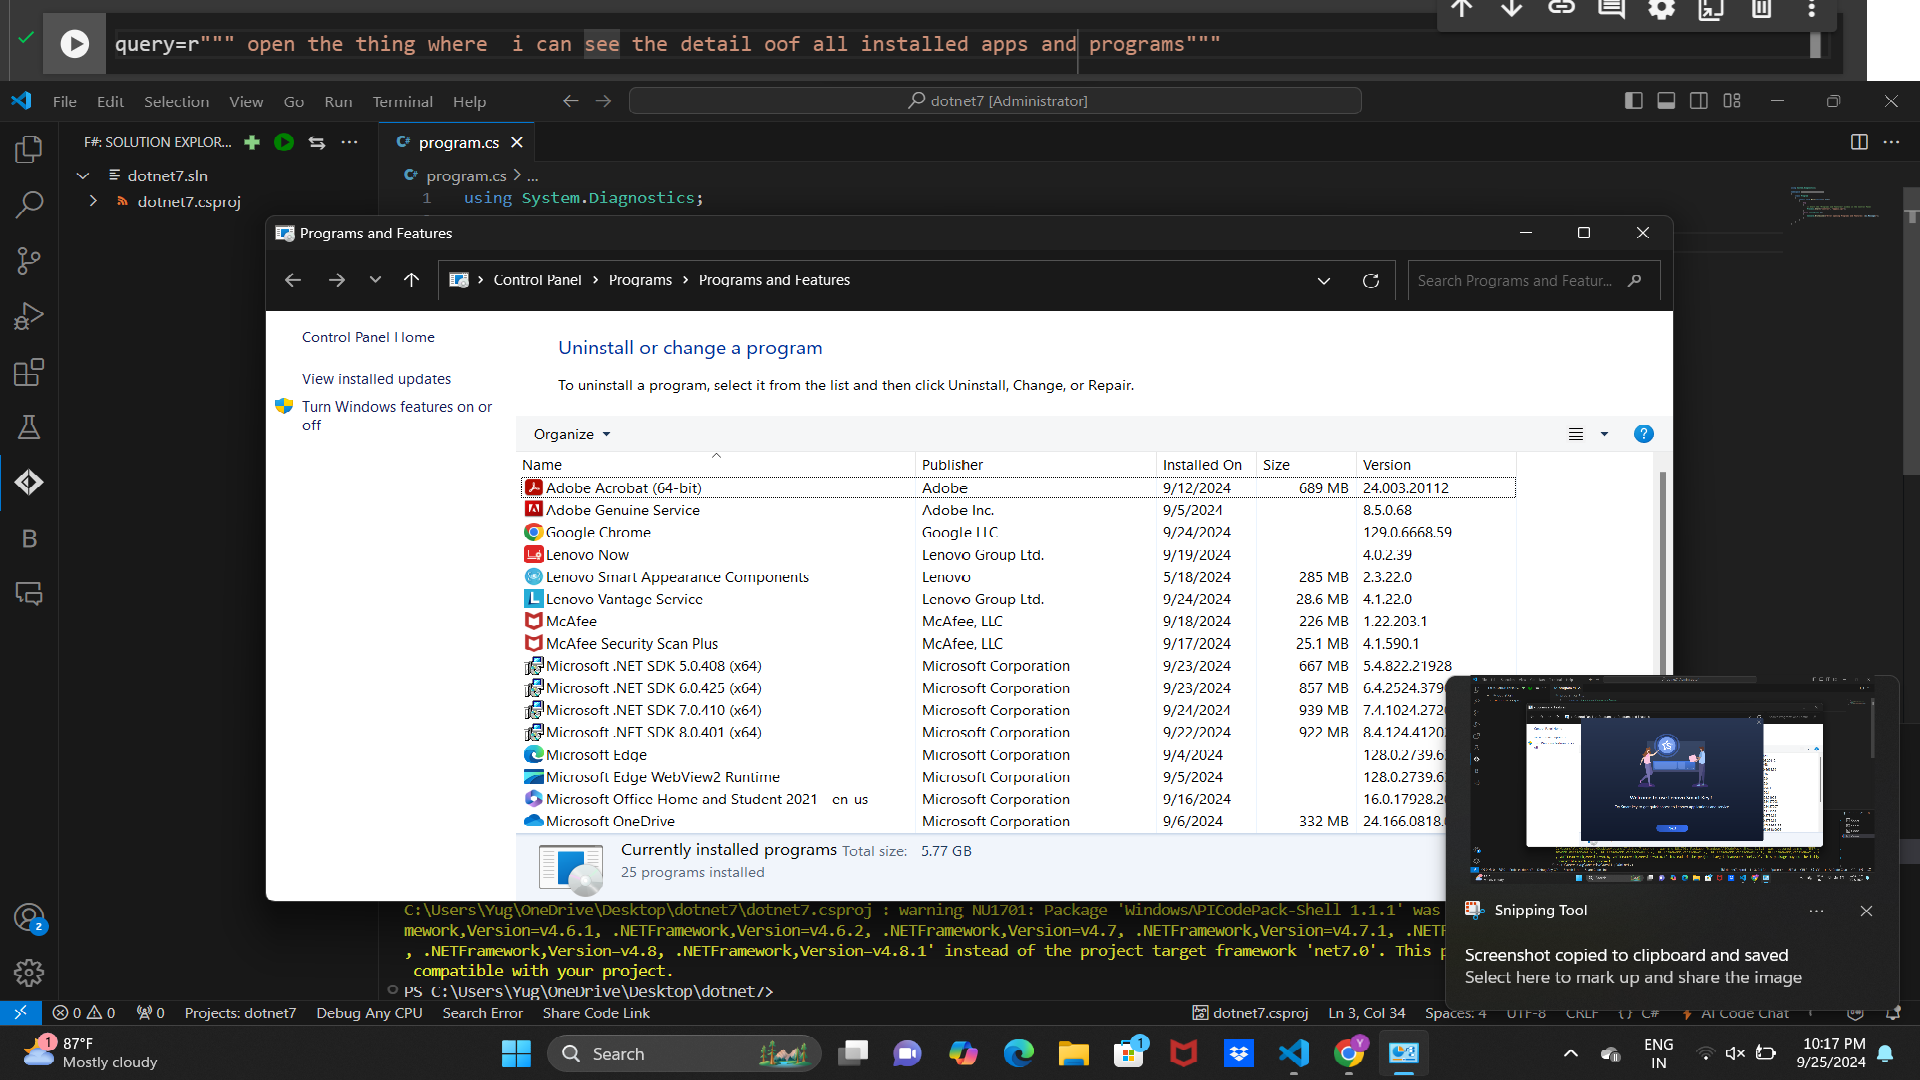 query=r""" open the thing where  i can see the detail oof all installed apps and programs"""
File Edit Selection View Go Run Terminal Help
dotnet7 [Administrator]
F#: SOLUTION EXPLOR...
program.cs
dotnet7.sln
dotnet7.csproj
program.cs > ...
1 using System.Diagnostics;
Programs and Features
Control Panel > Programs > Programs and Features
Search Programs and Featur...
Control Panel Home
View installed updates
Turn Windows features on or
off
Uninstall or change a program
To uninstall a program, select it from the list and then click Uninstall, Change, or Repair.
Organize
Name Publisher Installed On Size Version
Adobe Acrobat (64-bit) Adobe 9/12/2024 689 MB 24.003.20112
Adobe Genuine Service Adobe Inc. 9/5/2024 8.5.0.68
Google Chrome Google LLC 9/24/2024 129.0.6668.59
Lenovo Now Lenovo Group Ltd. 9/19/2024 4.0.2.39
Lenovo Smart Appearance Components Lenovo 5/18/2024 285 MB 2.3.22.0
Lenovo Vantage Service Lenovo Group Ltd. 9/24/2024 28.6 MB 4.1.22.0
McAfee McAfee, LLC 9/18/2024 226 MB 1.22.203.1
McAfee Security Scan Plus McAfee, LLC 9/17/2024 25.1 MB 4.1.590.1
Microsoft .NET SDK 5.0.408 (x64) Microsoft Corporation 9/23/2024 667 MB 5.4.822.21928
Microsoft .NET SDK 6.0.425 (x64) Microsoft Corporation 9/23/2024 857 MB 6.4.2524.3790
Microsoft .NET SDK 7.0.410 (x64) Microsoft Corporation 9/24/2024 939 MB 7.4.1024.2720
Microsoft .NET SDK 8.0.401 (x64) Microsoft Corporation 9/22/2024 922 MB 8.4.124.4120
Microsoft Edge Microsoft Corporation 9/4/2024 128.0.2739.6
Microsoft Edge WebView2 Runtime Microsoft Corporation 9/5/2024 128.0.2739.6
Microsoft Office Home and Student 2021 en us Microsoft Corporation 9/16/2024 16.0.17928.20
Microsoft OneDrive Microsoft Corporation 9/6/2024 332 MB 24.166.0818.0
Currently installed programs Total size: 5.77 GB
25 programs installed
C:\Users\Yug\OneDrive\Desktop\dotnet7\dotnet7.csproj : warning NU1701: Package 'WindowsAPICodePack-Shell 1.1.1' was
mework,Version=v4.6.1, .NETFramework,Version=v4.6.2, .NETFramework,Version=v4.7, .NETFramework,Version=v4.7.1, .NETF
, .NETFramework,Version=v4.8, .NETFramework,Version=v4.8.1' instead of the project target framework 'net7.0'. This p
compatible with your project.
PS C:\Users\Yug\OneDrive\Desktop\dotnet7>
Welcome to use Lenovo Smart Key!
Snipping Tool
Screenshot copied to clipboard and saved
Select here to mark up and share the image
0 0 0 Projects: dotnet7 Debug Any CPU Search Error Share Code Link
dotnet7.csproj Ln 3, Col 34 Spaces: 4 UTF-8 CRLF {} C# AI Code Chat
1 87°F
Mostly cloudy
Search
1
ENG
IN
10:17 PM
9/25/2024
B
2